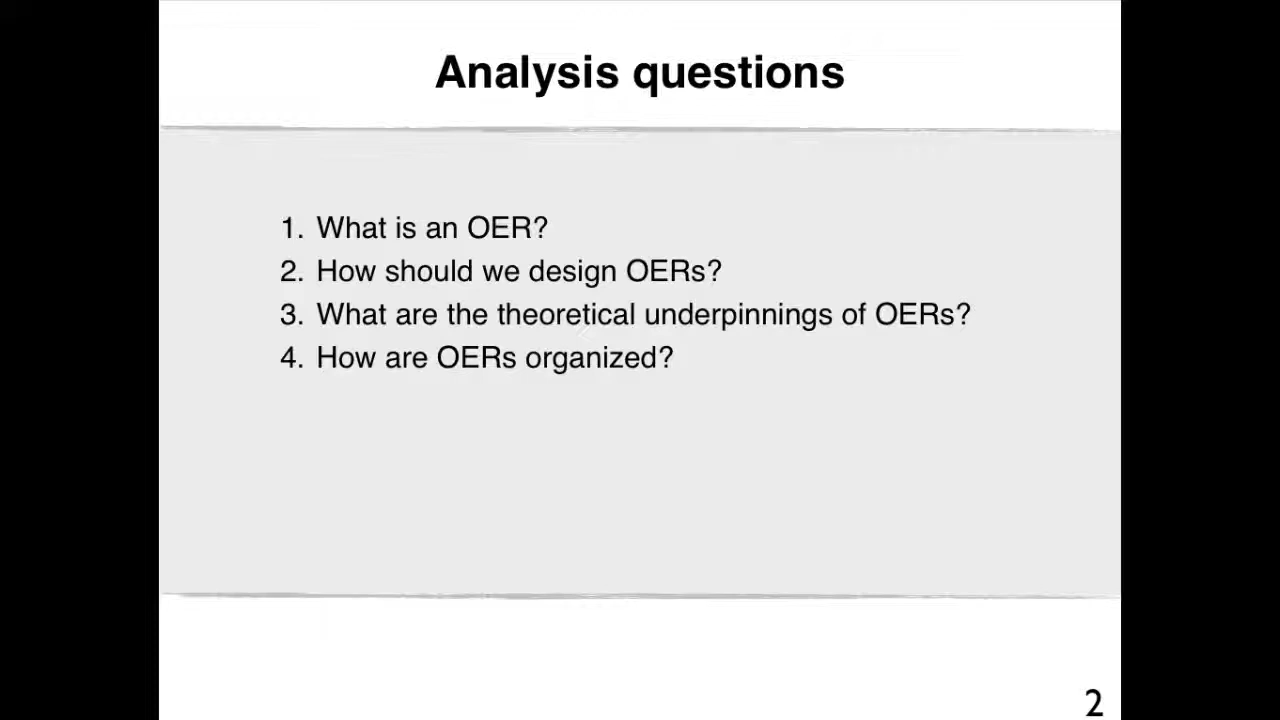 Analysis questions
1. What is an OER?
2. How should we design OERs?
3. What are the theoretical underpinnings of OERs?
4. How are OERs organized?
2